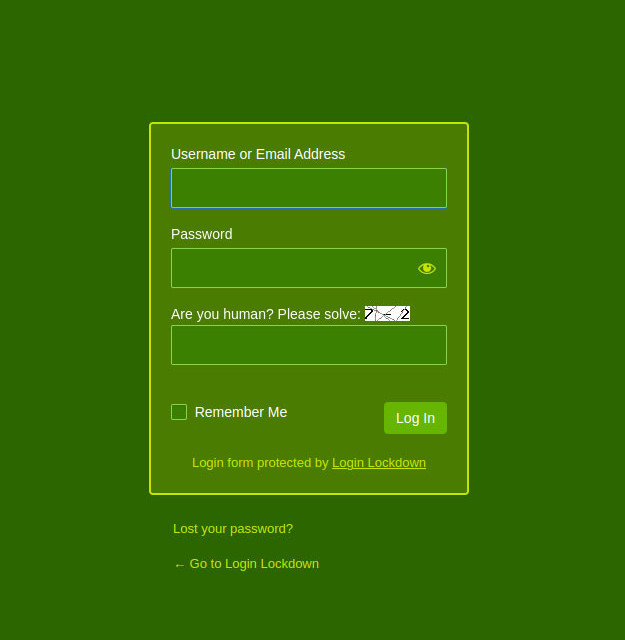 Username or Email Address
Password
Are you human? Please solve: 7 - 2
Remember Me
Log In
Login form protected by Login Lockdown
Lost your password?
← Go to Login Lockdown